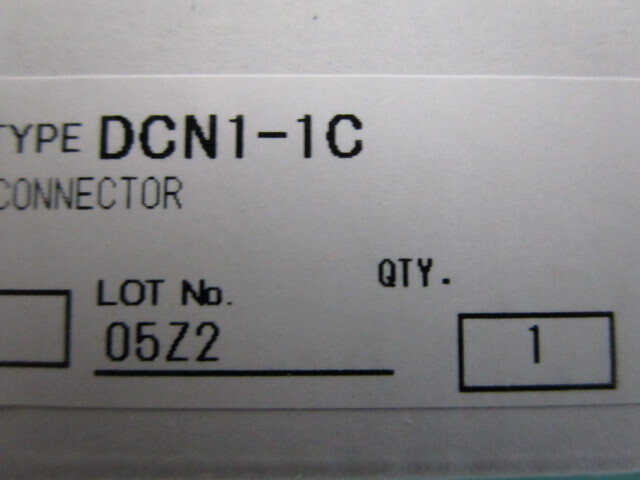 TYPE DCN1-1C
CONNECTOR
LOT No. QTY.
05Z2 1